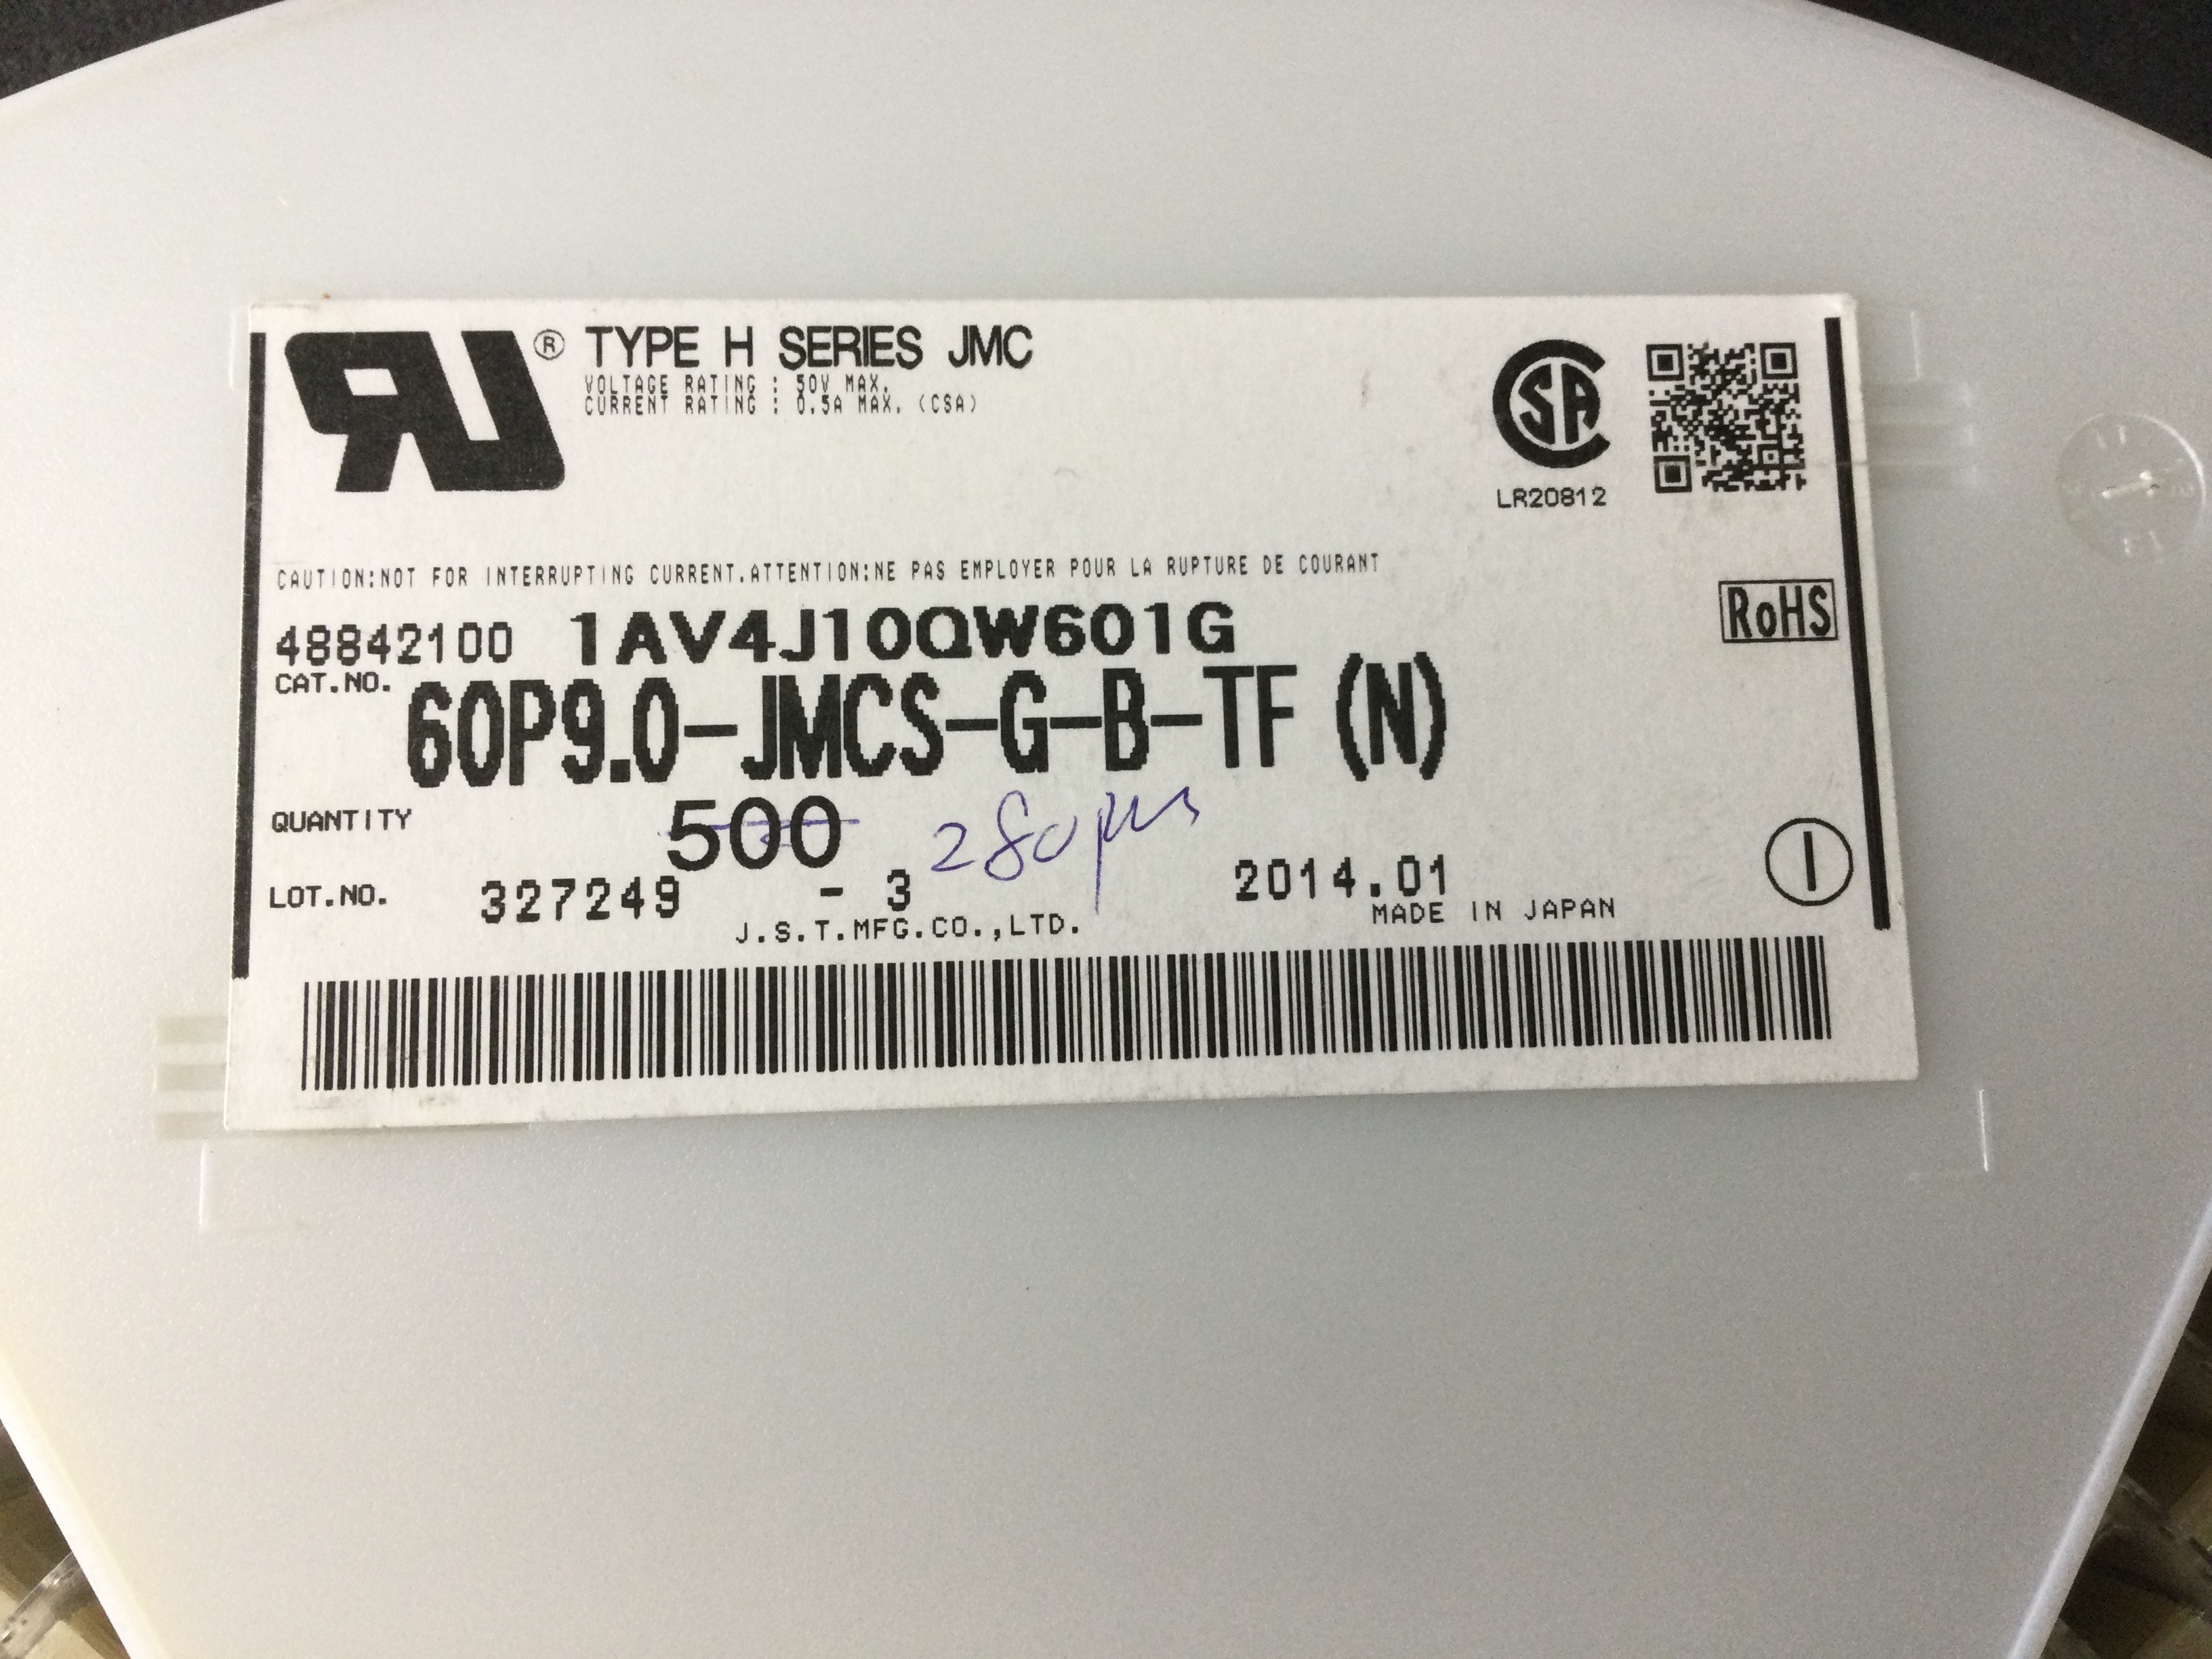 ® TYPE H SERIES JMC
VOLTAGE RATING : 50V MAX.
CURRENT RATING : 0.5A MAX. (CSA)
LR20812
CAUTION:NOT FOR INTERRUPTING CURRENT.ATTENTION:NE PAS EMPLOYER POUR LA RUPTURE DE COURANT
RoHS
48842100 1AV4J10QW601G
CAT.NO.
60P9.0-JMCS-G-B-TF (N)
QUANTITY 500 280pcs
LOT.NO. 327249 - 3 2014.01
J.S.T.MFG.CO.,LTD. MADE IN JAPAN